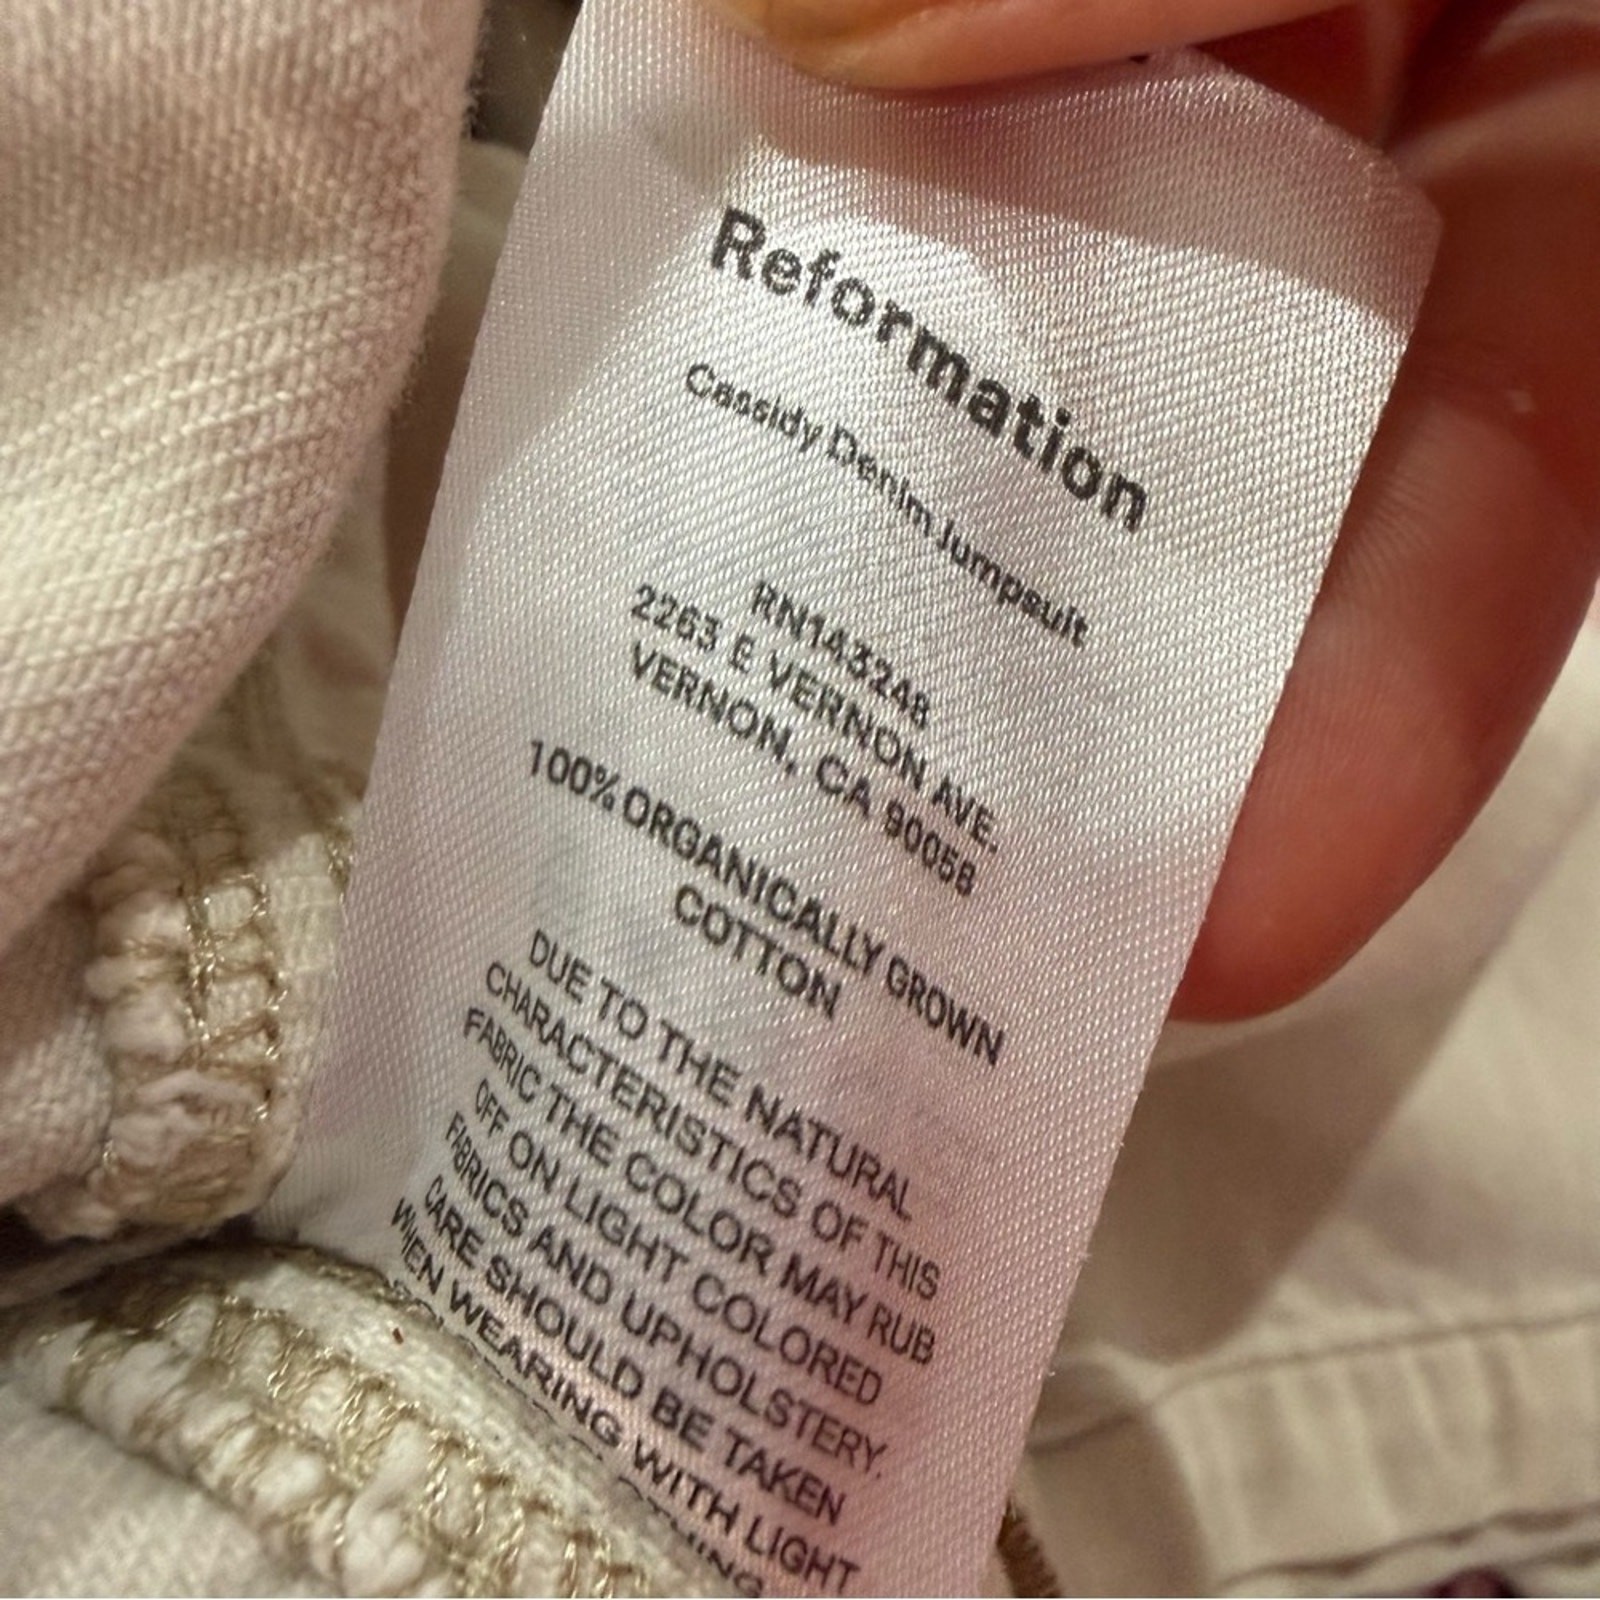 Reformation
Cassidy Denim Jumpsuit
RN143248
2263 E VERNON AVE.
VERNON, CA 90058
100% ORGANICALLY GROWN
COTTON
DUE TO THE NATURAL
CHARACTERISTICS OF THIS
FABRIC THE COLOR MAY RUB
OFF ON LIGHT COLORED
FABRICS AND UPHOLSTERY.
CARE SHOULD BE TAKEN
WHEN WEARING WITH LIGHT